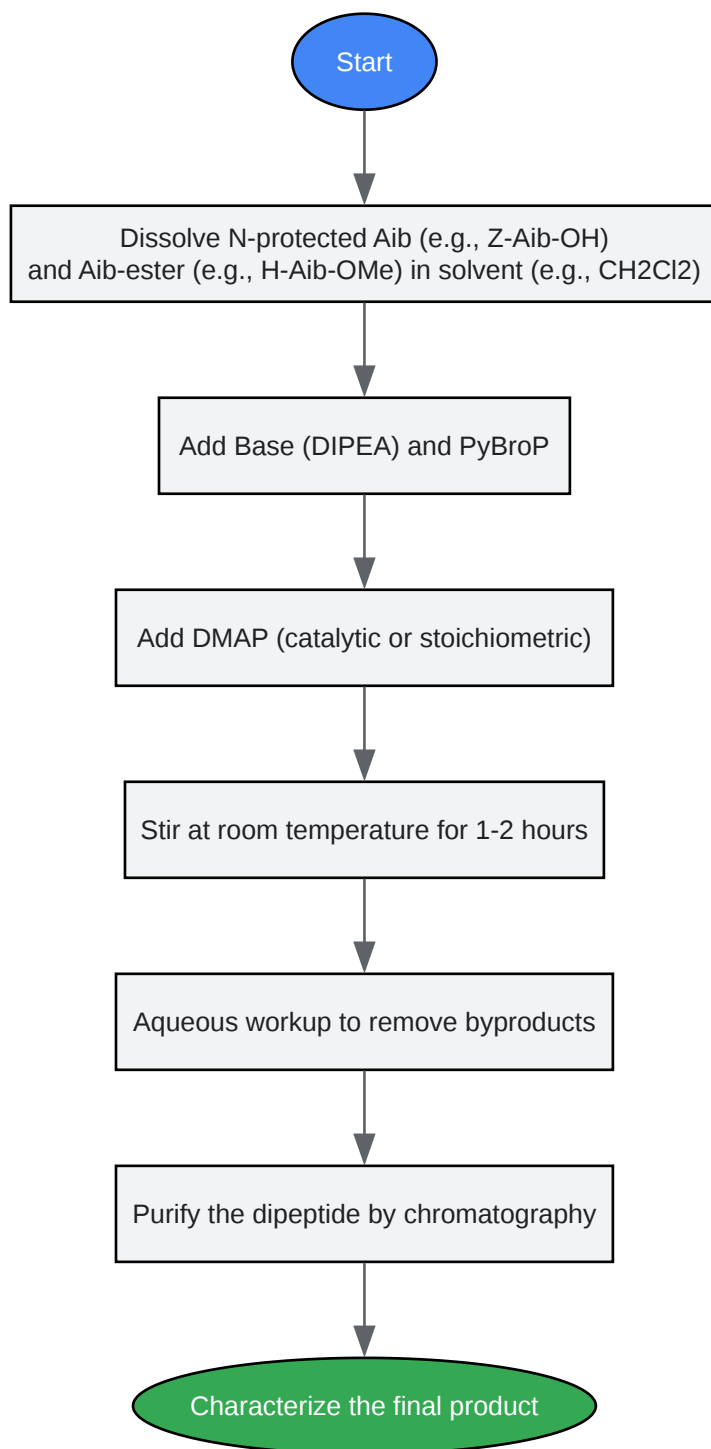 Start
Dissolve N-protected Aib (e.g., Z-Aib-OH)
and Aib-ester (e.g., H-Aib-OMe) in solvent (e.g., CH2Cl2)
Add Base (DIPEA) and PyBroP
Add DMAP (catalytic or stoichiometric)
Stir at room temperature for 1-2 hours
Aqueous workup to remove byproducts
Purify the dipeptide by chromatography
Characterize the final product